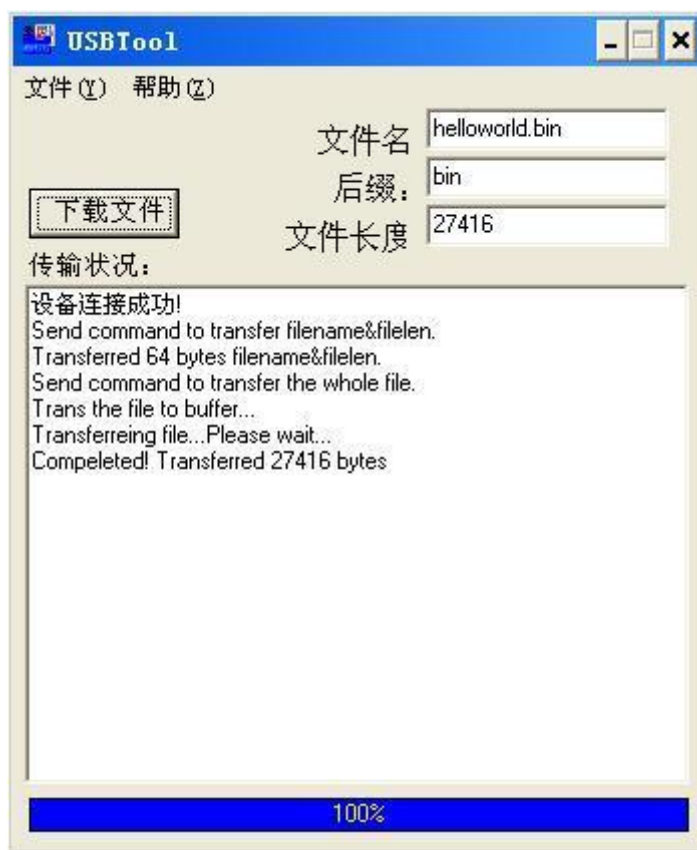 USBTool
文件(Y) 帮助(Z)
文件名 helloworld.bin
后缀： bin
下载文件
文件长度 27416
传输状况：
设备连接成功!
Send command to transfer filename&filelen.
Transferred 64 bytes filename&filelen.
Send command to transfer the whole file.
Trans the file to buffer...
Transferreing file...Please wait...
Compeleted! Transferred 27416 bytes
100%